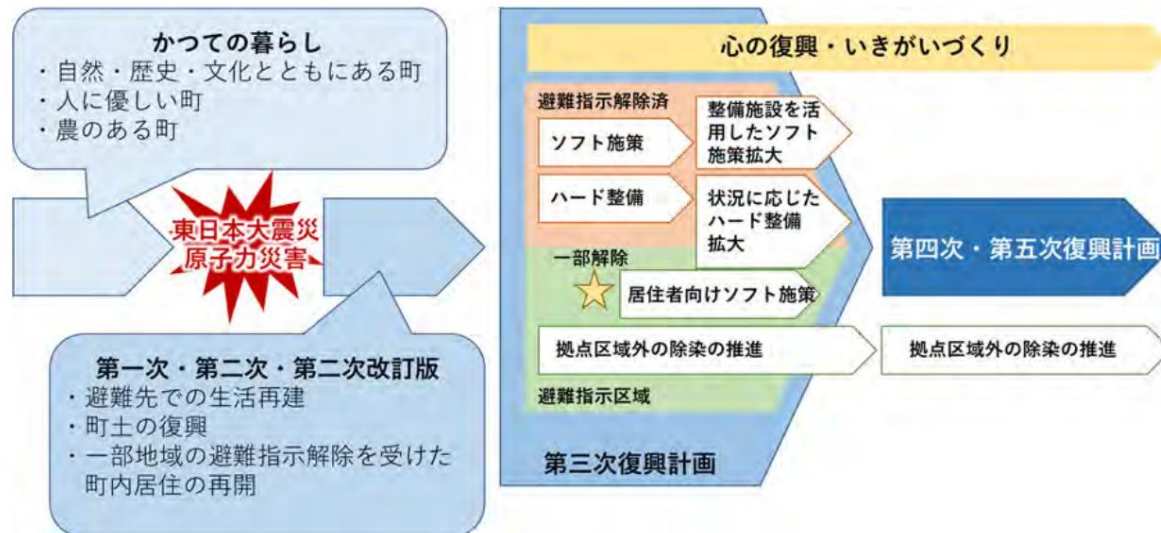 かつての暮らし
・自然・歴史・文化とともにある町
・人に優しい町
・農のある町
東日本大震災
原子力災害
第一次・第二次・第二次改訂版
・避難先での生活再建
・町土の復興
・一部地域の避難指示解除を受けた
町内居住の再開
心の復興・いきがいづくり
避難指示解除済
ソフト施策
整備施設を活
用したソフト
施策拡大
ハード整備
状況に応じた
ハード整備
拡大
一部解除
居住者向けソフト施策
拠点区域外の除染の推進
避難指示区域
第三次復興計画
第四次・第五次復興計画
拠点区域外の除染の推進